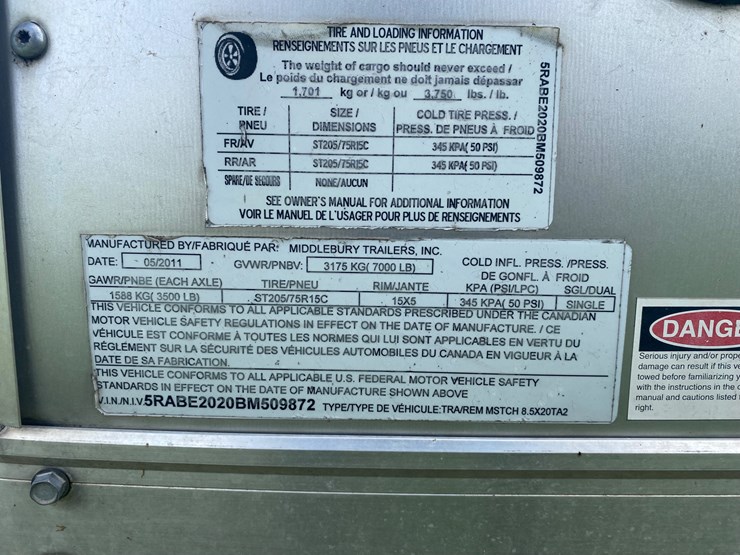 TIRE AND LOADING INFORMATION
RENSEIGNEMENTS SUR LES PNEUS ET LE CHARGEMENT
The weight of cargo should never exceed /
Le poids du chargement ne doit jamais dépassar
1,701 kg or / kg ou 3,750 lbs. / lb.
TIRE / SIZE / COLD TIRE PRESS. /
PNEU DIMENSIONS PRESS. DE PNEUS À FROID
FR/AV ST205/75R15C 345 KPA( 50 PSI)
RR/AR ST205/75R15C 345 KPA( 50 PSI)
SPARE/DE SECOURS NONE/AUCUN
SEE OWNER'S MANUAL FOR ADDITIONAL INFORMATION
VOIR LE MANUEL DE L'USAGER POUR PLUS DE RENSEIGNEMENTS
5RABE2020BM509872
MANUFACTURED BY/FABRIQUÉ PAR: MIDDLEBURY TRAILERS, INC.
DATE: 05/2011 GVWR/PNBV: 3175 KG( 7000 LB) COLD INFL. PRESS. /PRESS.
DE GONFL. À FROID
GAWR/PNBE (EACH AXLE) TIRE/PNEU RIM/JANTE KPA (PSI/LPC) SGL/DUAL
1588 KG( 3500 LB) ST205/75R15C 15X5 345 KPA( 50 PSI) SINGLE
THIS VEHICLE CONFORMS TO ALL APPLICABLE STANDARDS PRESCRIBED UNDER THE CANADIAN
MOTOR VEHICLE SAFETY REGULATIONS IN EFFECT ON THE DATE OF MANUFACTURE. / CE
VÉHICULE EST CONFORME À TOUTES LES NORMES QUI LUI SONT APPLICABLES EN VERTU DU
RÉGLEMENT SUR LA SÉCURITÉ DES VÉHICULES AUTOMOBILES DU CANADA EN VIGUEUR À LA
DATE DE SA FABRICATION.
THIS VEHICLE CONFORMS TO ALL APPLICABLE U.S. FEDERAL MOTOR VEHICLE SAFETY
STANDARDS IN EFFECT ON THE DATE OF MANUFACTURE SHOWN ABOVE
V.I.N./N.I.V 5RABE2020BM509872 TYPE/TYPE DE VÉHICULE:TRA/REM MSTCH 8.5X20TA2
DANGE
Serious injury and/or prope
damage can result if this ve
towed before familiarizing y
with the instructions in the o
manual and cautions listed
right.